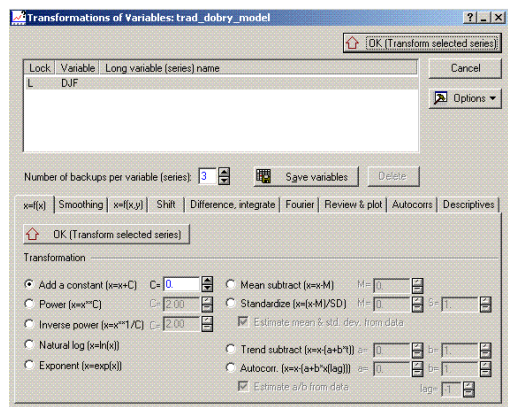 Transformations of Variables: trad_dobry_model
OK (Transform selected series)
Lock Variable Long variable (series) name
L DJF
Cancel
Options
Number of backups per variable (series): 3 Save variables Delete
x=f(x) Smoothing x=f(x,y) Shift Difference, integrate Fourier Review & plot Autocorrs Descriptives
OK (Transform selected series)
Transformation
Add a constant (x=x+C) C= 0. Mean subtract (x=x-M) M= 0.
Power (x=x**C) C= 2.00 Standardize (x=(x-M)/SD) M= 0. S= 1.
Inverse power (x=x**1/C) C= 2.00 Estimate mean & std. dev. from data
Natural log (x=ln(x)) Trend subtract (x=x-(a+b*t)) a= 0. b= 1.
Exponent (x=exp(x)) Autocorr. (x=x-(a+b*x(lag))) a= 0. b= 1
Estimate a/b from data lag= -1